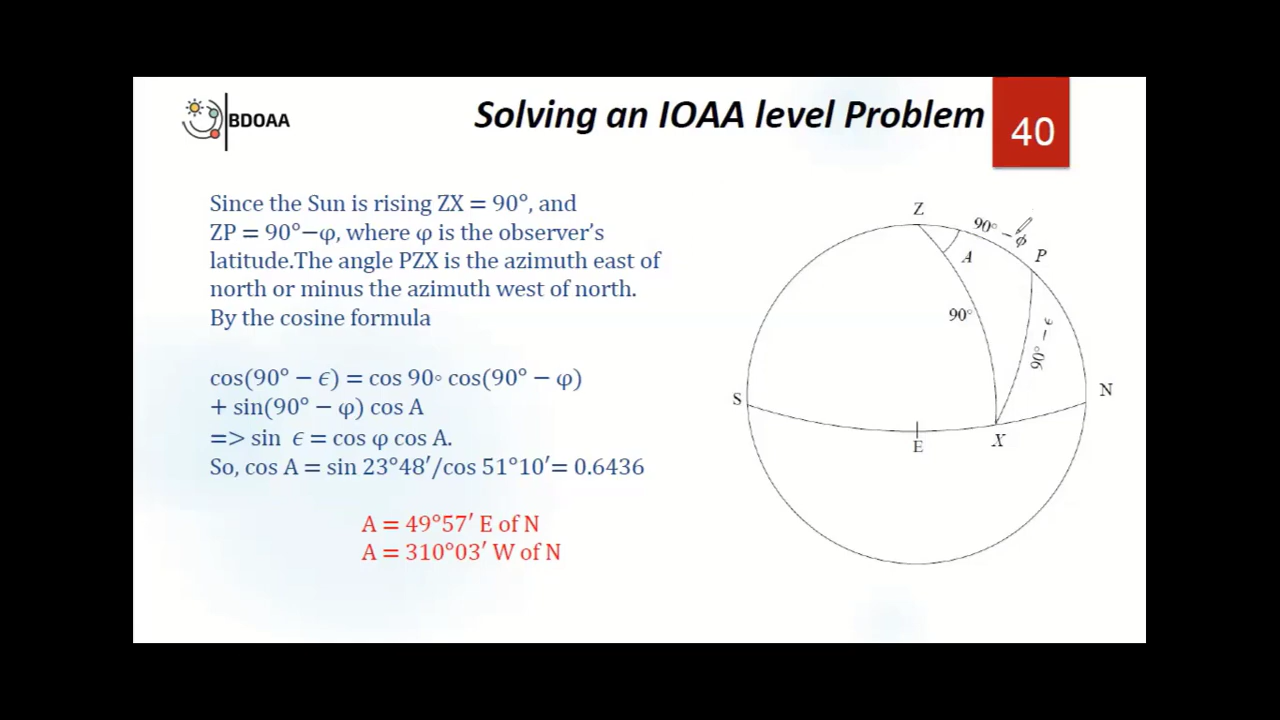 BDOAA
Solving an IOAA level Problem
40
Since the Sun is rising ZX = 90°, and
ZP = 90°−φ, where φ is the observer’s
latitude.The angle PZX is the azimuth east of
north or minus the azimuth west of north.
By the cosine formula
cos(90° − ϵ) = cos 90◦ cos(90° − φ)
+ sin(90° − φ) cos A
=> sin ϵ = cos φ cos A.
So, cos A = sin 23°48′/cos 51°10′= 0.6436
A = 49°57′ E of N
A = 310°03′ W of N
Z
90° − ϕ
A
P
90°
90° − ϵ
S
N
E
X